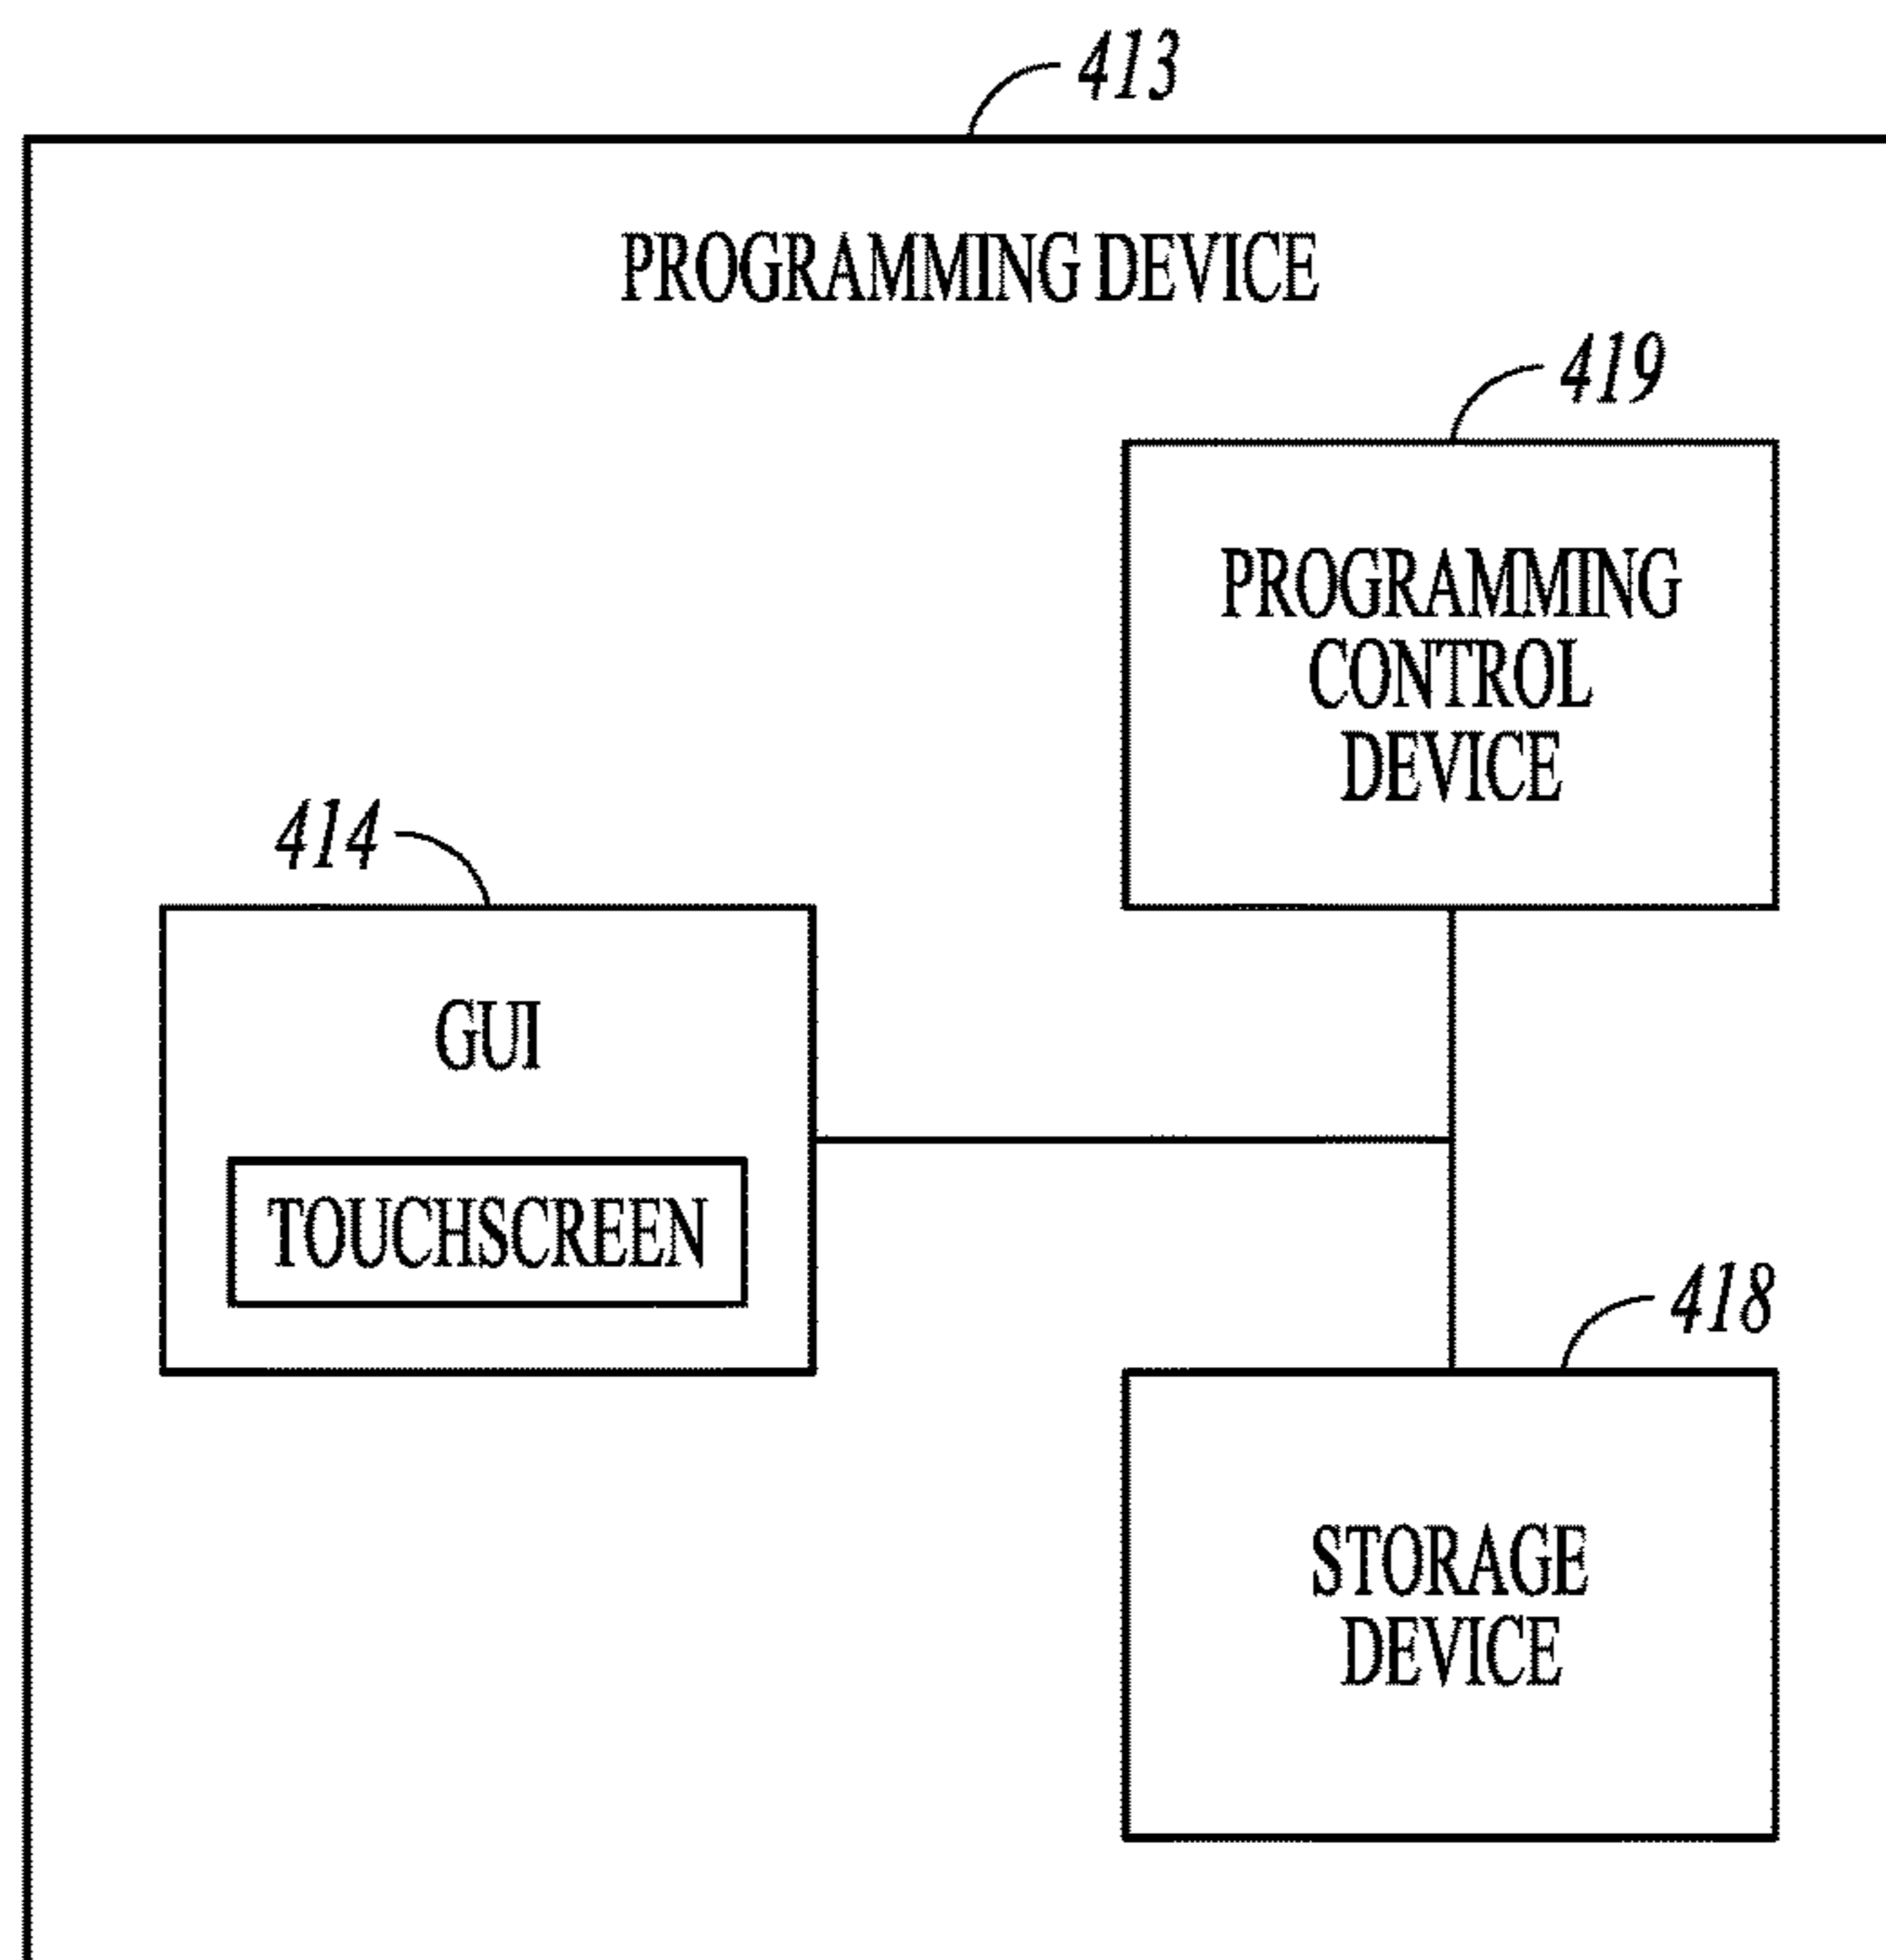 413
PROGRAMMING DEVICE
419
PROGRAMMING
CONTROL
DEVICE
414
GUI
TOUCHSCREEN
418
STORAGE
DEVICE